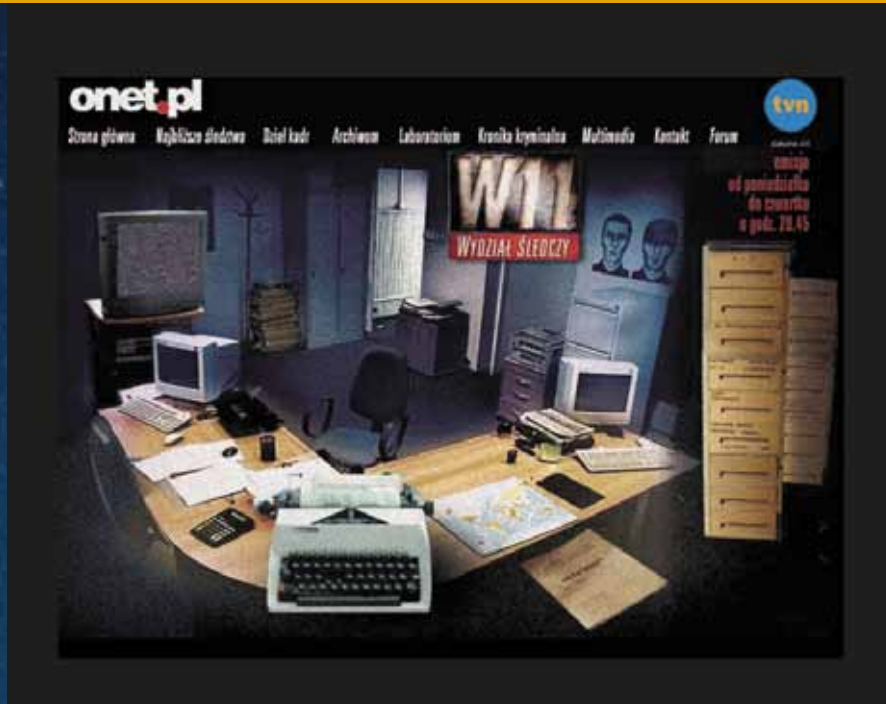 onet.pl
tvn
Strona główna Najbliższe śledztwo Dział kadr Archiwum Laboratorium Kronika kryminalna Multimedia Kontakt Forum
emisja
od poniedziałku
do czwartku
o godz. 20.45
W11
WYDZIAŁ ŚLEDCZY